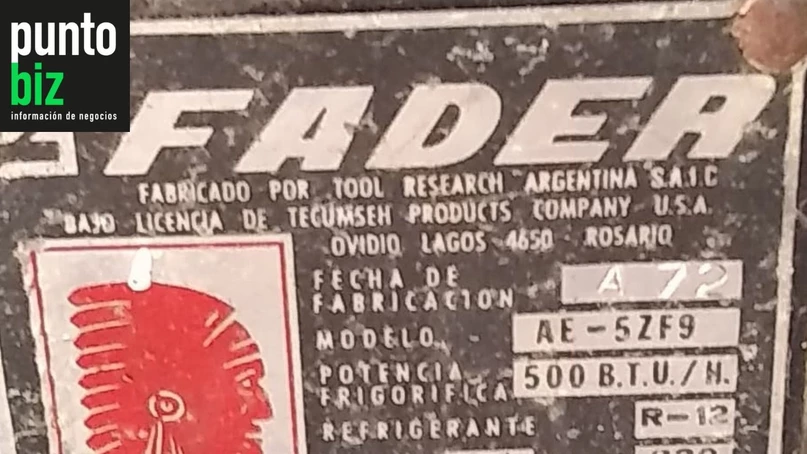 punto
biz
información de negocios
FADER
FABRICADO POR TOOL RESEARCH ARGENTINA S.A.I.C
BAJO LICENCIA DE TECUMSEH PRODUCTS COMPANY U.S.A.
OVIDIO LAGOS 4650 - ROSARIO
FECHA DE
FABRICACION A 72
MODELO AE-5ZF9
POTENCIA
FRIGORIFICA 500 B.T.U./H.
REFRIGERANTE R-12